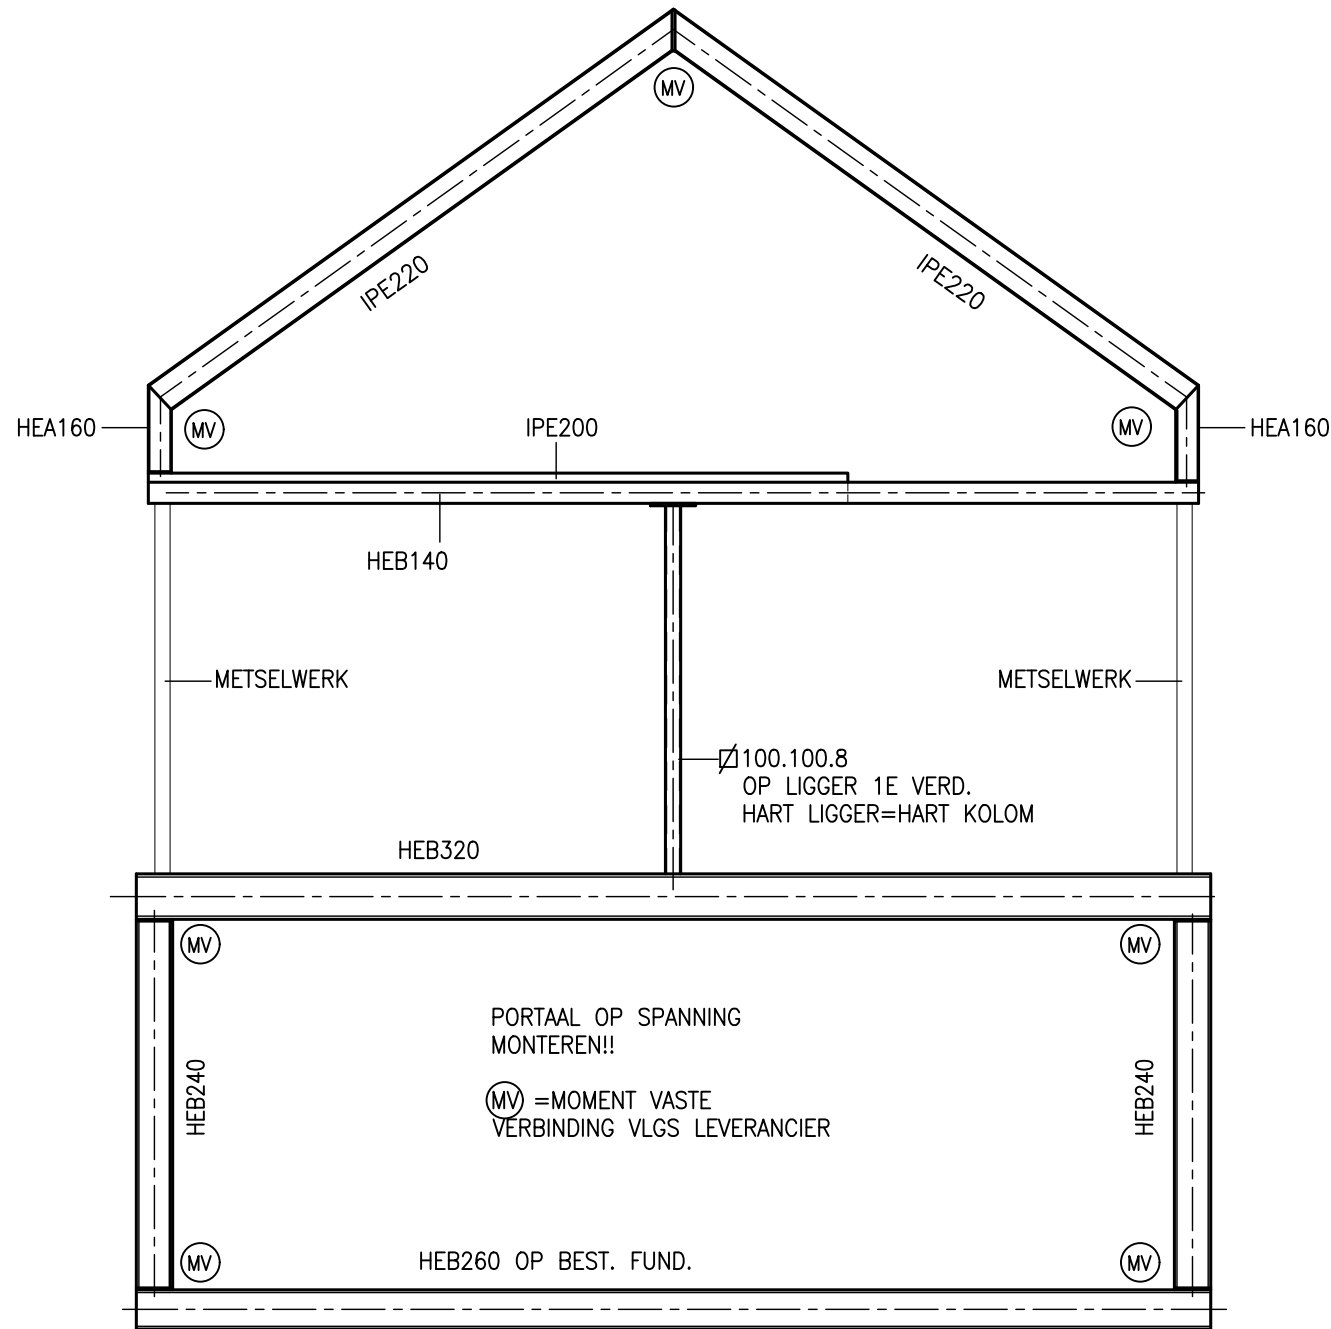 MV
IPE220
IPE220
HEA160
MV
IPE200
MV
HEA160
HEB140
METSELWERK
METSELWERK
100.100.8
OP LIGGER 1E VERD.
HART LIGGER=HART KOLOM
HEB320
MV
MV
PORTAAL OP SPANNING
MONTEREN!!
HEB240
HEB240
MV =MOMENT VASTE
VERBINDING VLGS LEVERANCIER
MV
HEB260 OP BEST. FUND.
MV